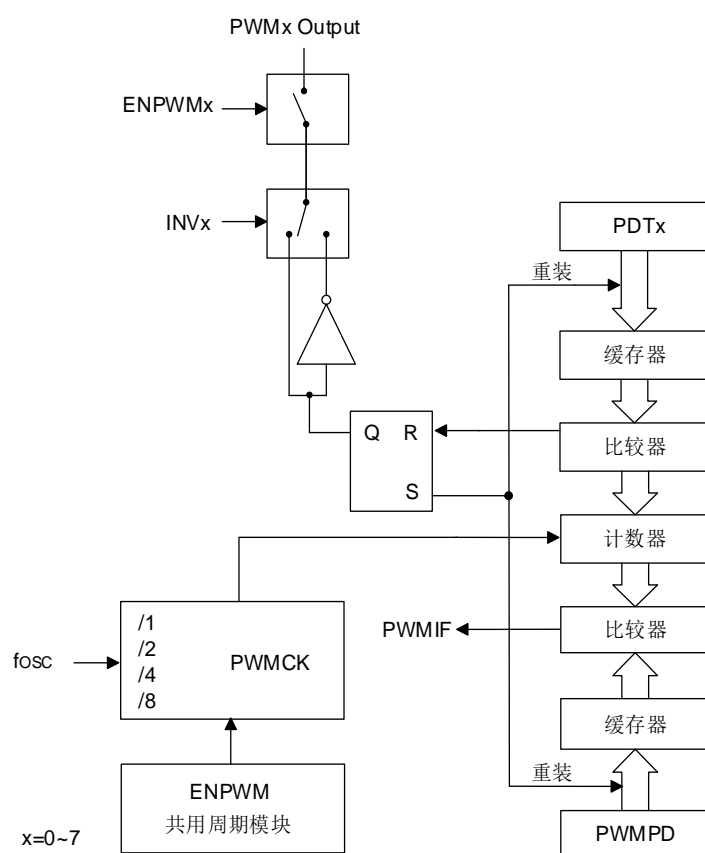 PWMx Output
ENPWMx
INVx
PDTx
重装
缓存器
Q R
S
比较器
计数器
/1
/2
/4
/8
PWMCK
fosc
PWMIF
比较器
缓存器
重装
ENPWM
共用周期模块
PWMPD
x=0~7